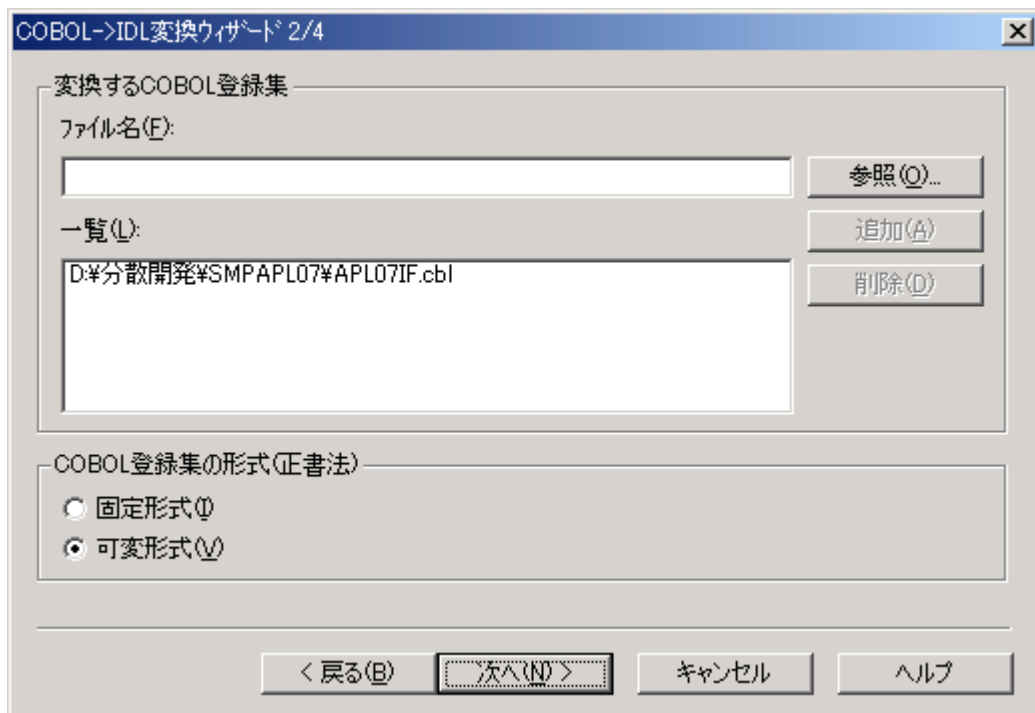 COBOL->IDL変換ウィザード 2/4
変換するCOBOL登録集
ファイル名(F):
参照(O)...
一覧(L):
追加(A)
D:¥分散開発¥SMPAPL07¥APL07IF.cbl
削除(D)
COBOL登録集の形式(正書法)
固定形式(I)
可変形式(V)
< 戻る(B)
次へ(N) >
キャンセル
ヘルプ